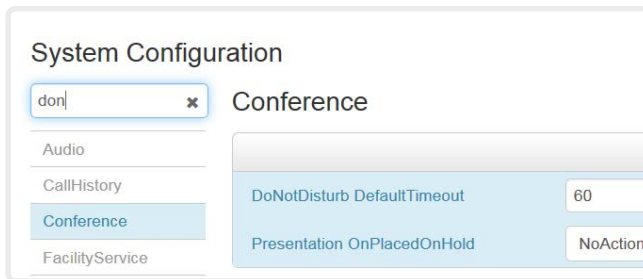 System Configuration
don
Conference
Audio
CallHistory
Conference
FacilityService
DoNotDisturb DefaultTimeout 60
Presentation OnPlacedOnHold NoAction